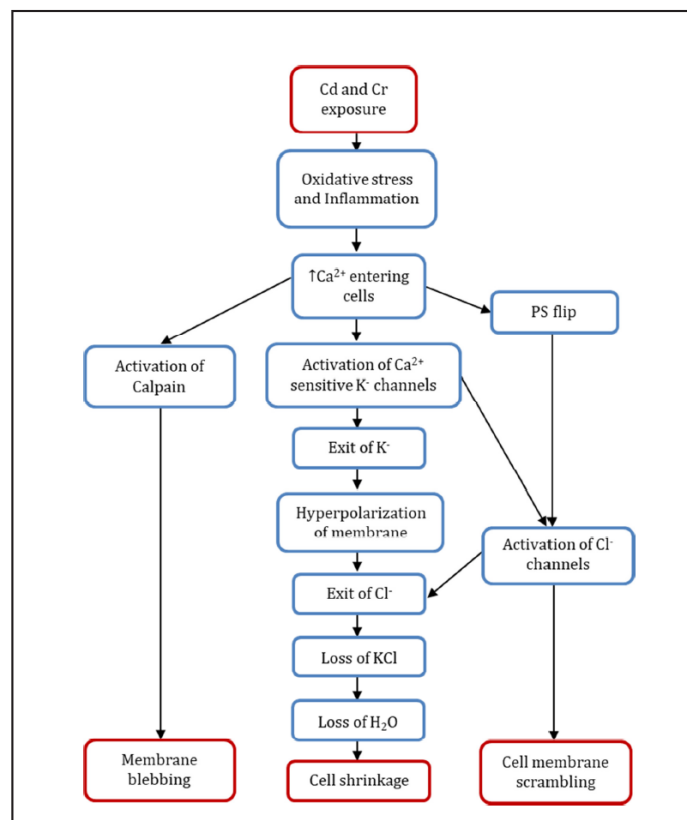 Cd and Cr
exposure
Oxidative stress
and Inflammation
↑Ca²⁺ entering
cells
PS flip
Activation of
Calpain
Activation of Ca²⁺
sensitive K⁻ channels
Exit of K⁻
Hyperpolarization
of membrane
Activation of Cl⁻
channels
Exit of Cl⁻
Loss of KCl
Loss of H₂O
Membrane
blebbing
Cell shrinkage
Cell membrane
scrambling